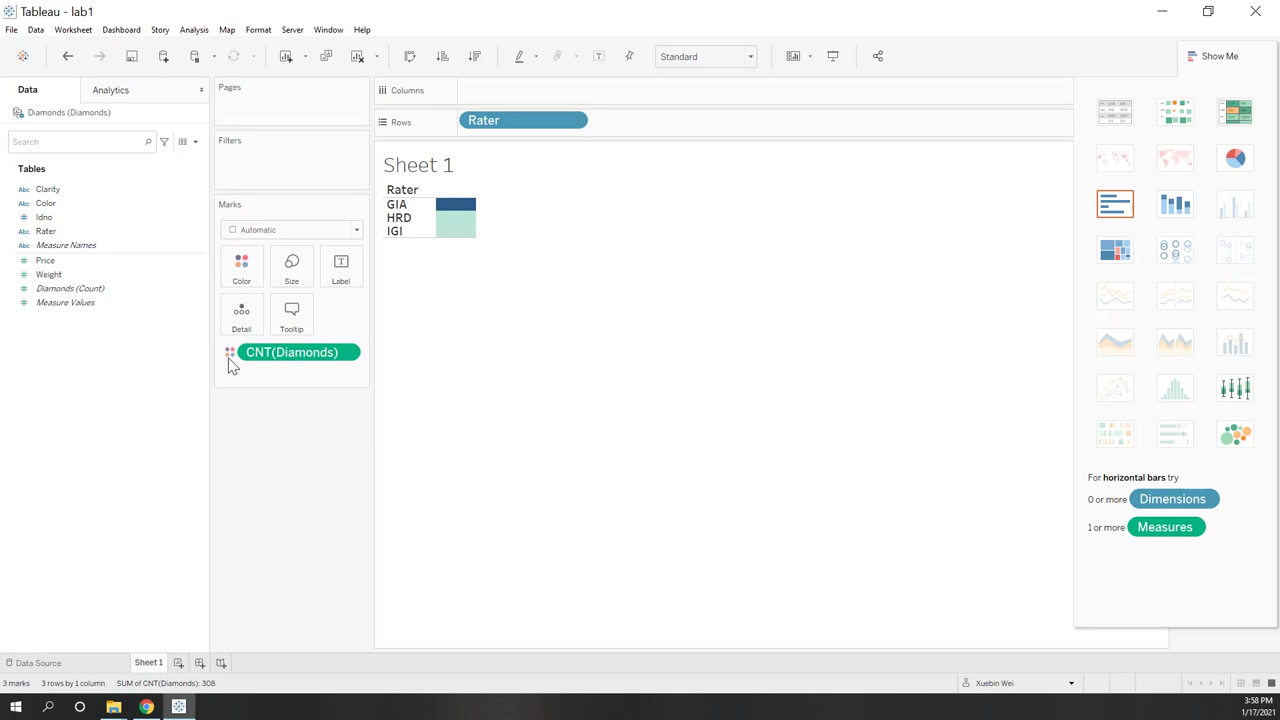 Tableau - lab1
File Data Worksheet Dashboard Story Analysis Map Format Server Window Help
Standard
Show Me
Data Analytics
Diamonds (Diamonds)
Search
Tables
Abc Clarity
Abc Color
# Idno
Abc Rater
Abc Measure Names
# Price
# Weight
# Diamonds (Count)
# Measure Values
Pages
Filters
Marks
Automatic
Color Size Label
Detail Tooltip
CNT(Diamonds)
Columns
Rows Rater
Sheet 1
Rater
GIA
HRD
IGI
For horizontal bars try
0 or more Dimensions
1 or more Measures
Data Source Sheet 1
3 marks 3 rows by 1 column SUM of CNT(Diamonds): 308 Xuebin Wei
3:58 PM
1/17/2021